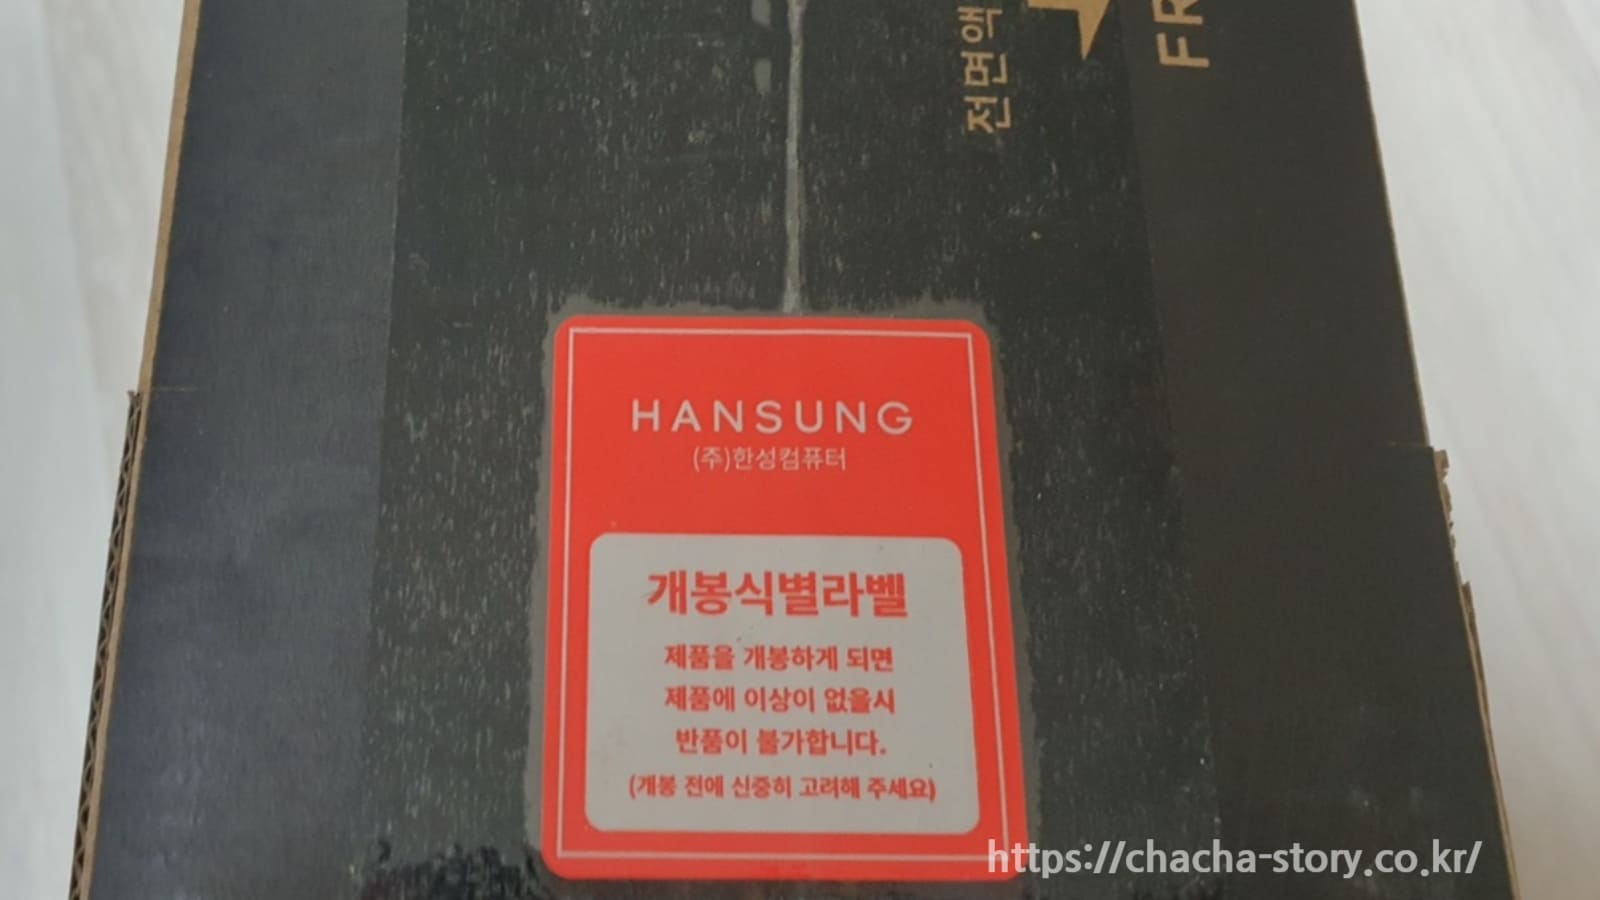 전면액
FR
HANSUNG
(주)한성컴퓨터
개봉식별라벨
제품을 개봉하게 되면
제품에 이상이 없을시
반품이 불가합니다.
(개봉 전에 신중히 고려해 주세요)
https://chacha-story.co.kr/